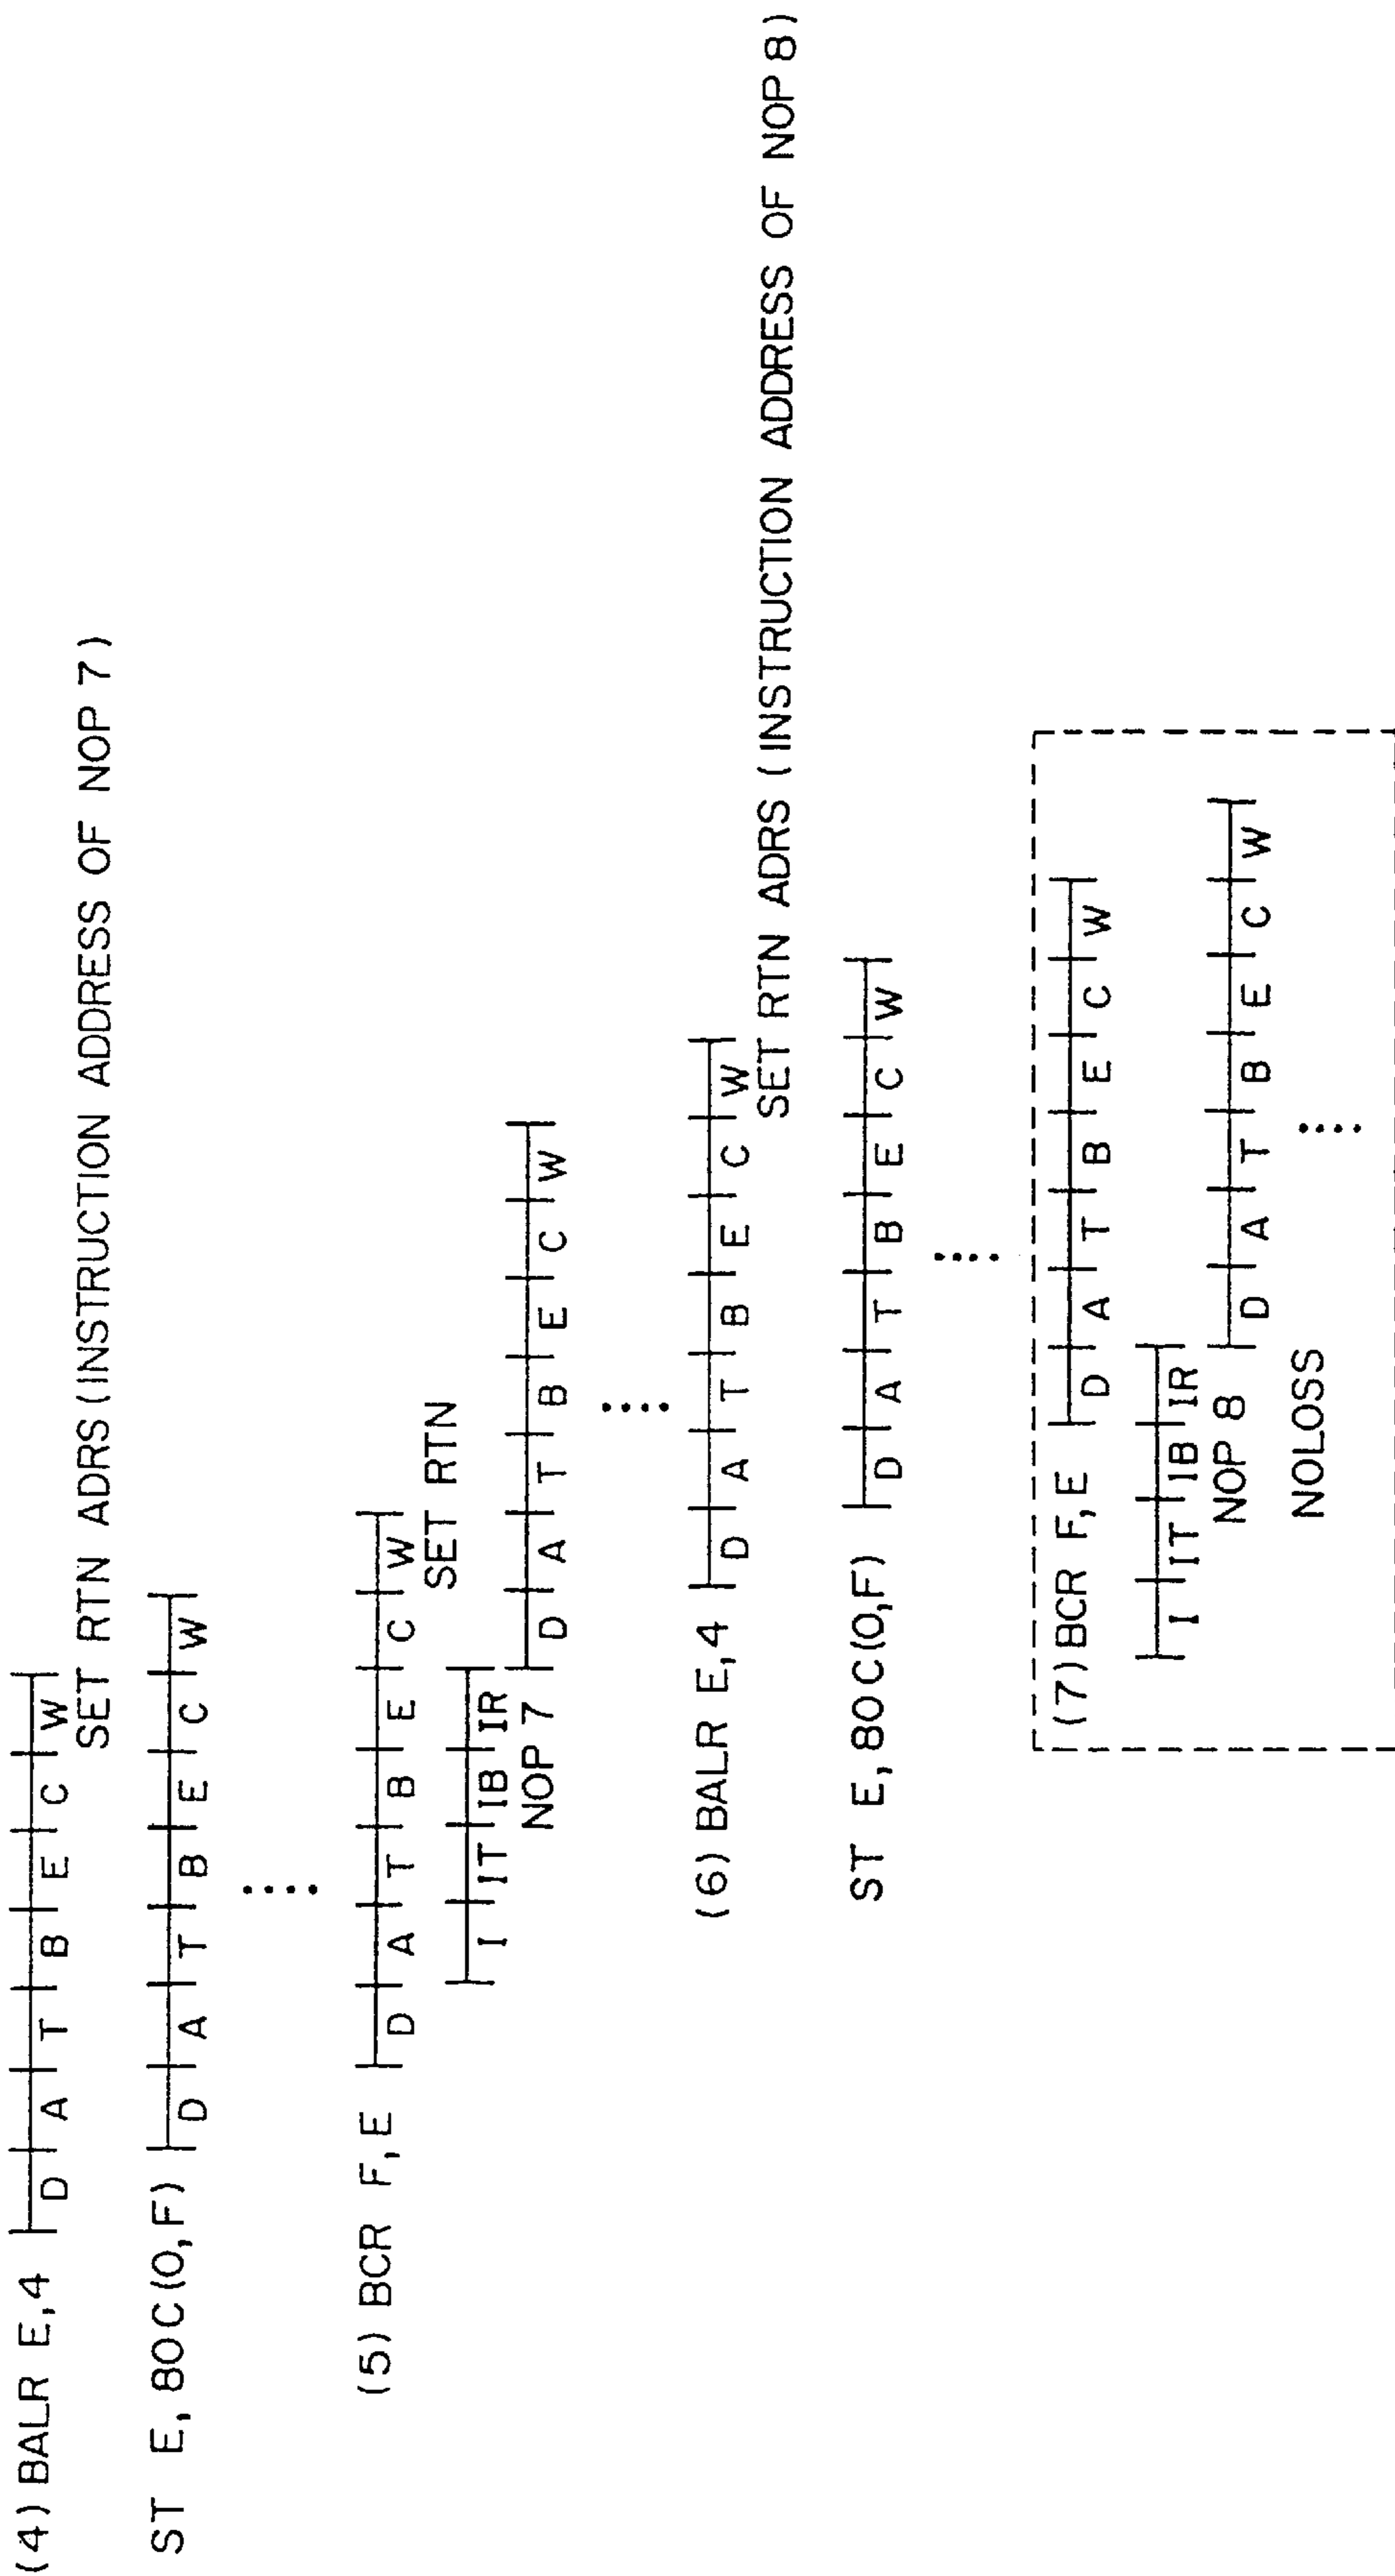 (4) BALR E,4
D A T B E C W
SET RTN ADRS (INSTRUCTION ADDRESS OF NOP 7)
ST E, 80C(0,F)
D A T B E C W
(5) BCR F,E
D A T B E C W
SET RTN
I IT IB IR
NOP 7
D A T B E C W
(6) BALR E,4
D A T B E C W
SET RTN ADRS (INSTRUCTION ADDRESS OF NOP 8)
ST E, 80C(0,F)
D A T B E C W
(7) BCR F,E
D A T B E C W
I IT IB IR
NOP 8
D A T B E C W
NOLOSS